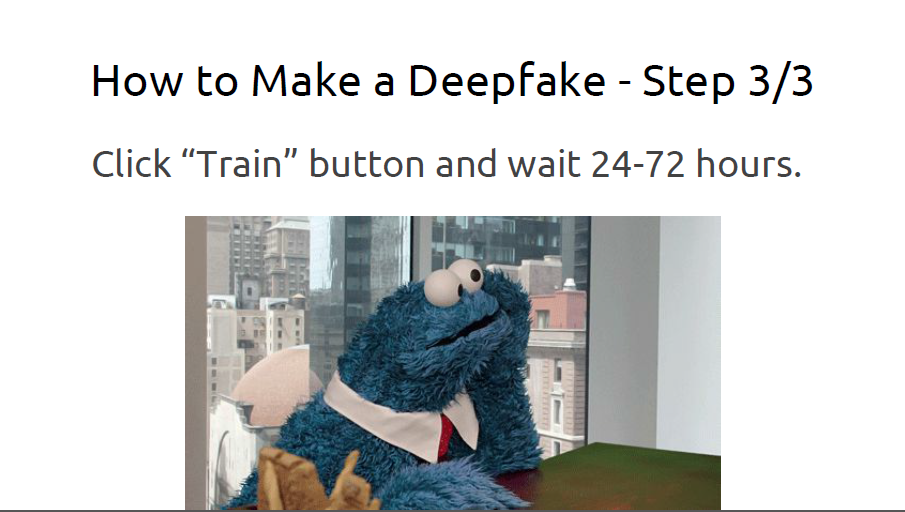 How to Make a Deepfake - Step 3/3
Click “Train” button and wait 24-72 hours.